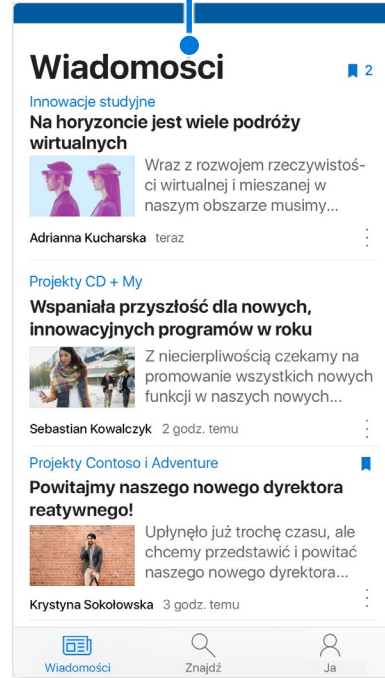 Wiadomości
2
Innowacje studyjne
Na horyzoncie jest wiele podróży
wirtualnych
Wraz z rozwojem rzeczywistoś-
ci wirtualnej i mieszanej w
naszym obszarze musimy...
Adrianna Kucharska teraz
Projekty CD + My
Wspaniała przyszłość dla nowych,
innowacyjnych programów w roku
Z niecierpliwością czekamy na
promowanie wszystkich nowych
funkcji w naszych nowych...
Sebastian Kowalczyk 2 godz. temu
Projekty Contoso i Adventure
Powitajmy naszego nowego dyrektora
reatywnego!
Upłynęło już trochę czasu, ale
chcemy przedstawić i powitać
naszego nowego dyrektora...
Krystyna Sokołowska 3 godz. temu
Wiadomości Znajdź Ja